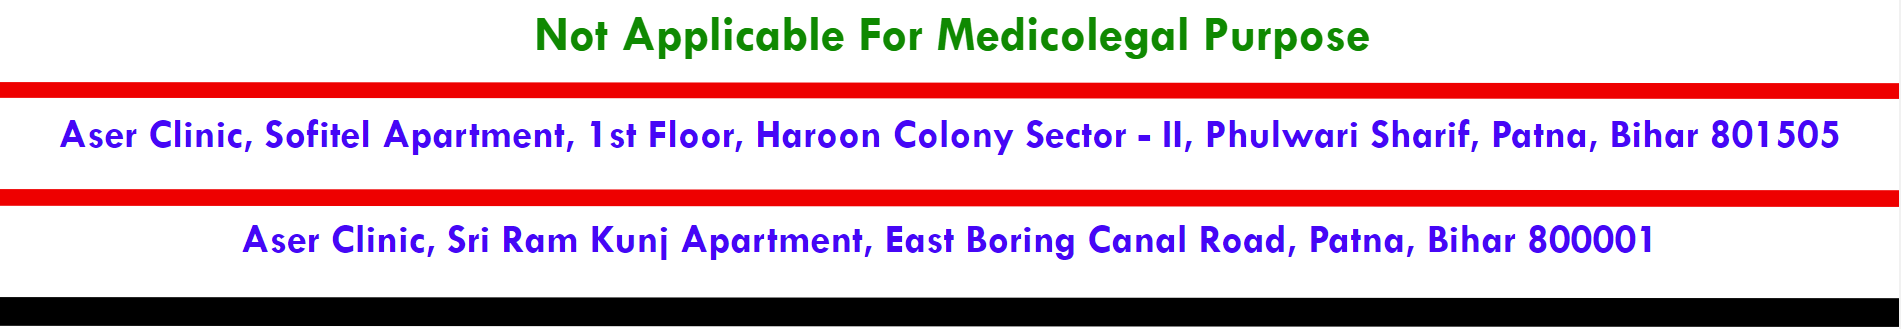 Not Applicable For Medicolegal Purpose
Aser Clinic, Sofitel Apartment, 1st Floor, Haroon Colony Sector - II, Phulwari Sharif, Patna, Bihar 801505
Aser Clinic, Sri Ram Kunj Apartment, East Boring Canal Road, Patna, Bihar 800001